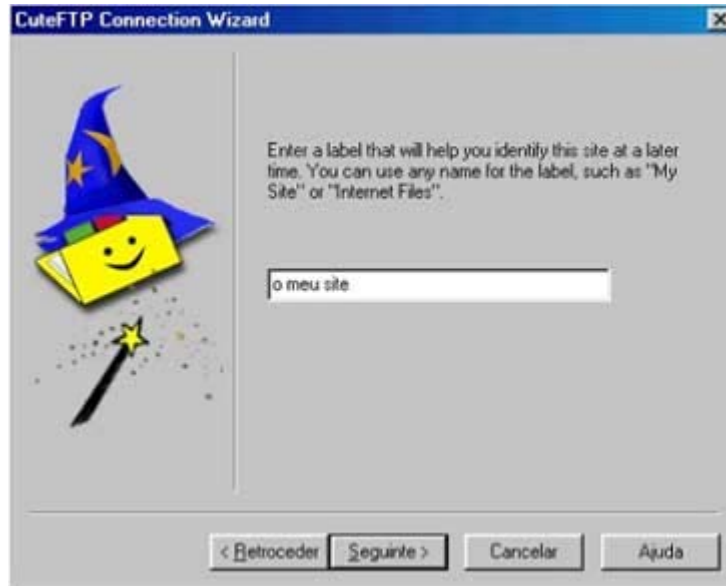 CuteFTP Connection Wizard
Enter a label that will help you identify this site at a later
time. You can use any name for the label, such as "My
Site" or "Internet Files".
o meu site
< Retroceder
Seguinte >
Cancelar
Ajuda